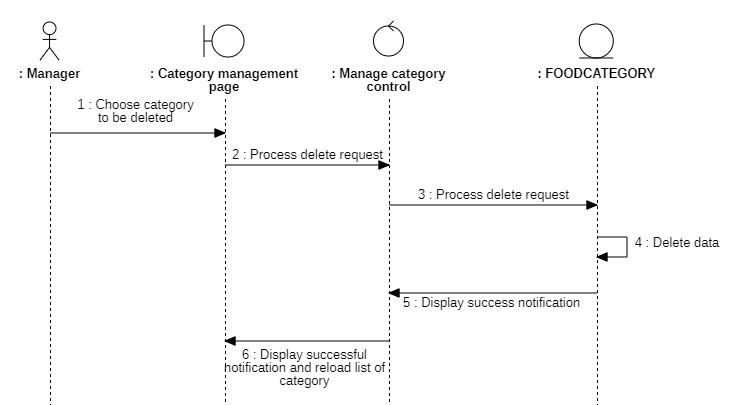 : Manager
: Category management
page
: Manage category
control
: FOODCATEGORY
1 : Choose category
to be deleted
2 : Process delete request
3 : Process delete request
4 : Delete data
5 : Display success notification
6 : Display successful
notification and reload list of
category